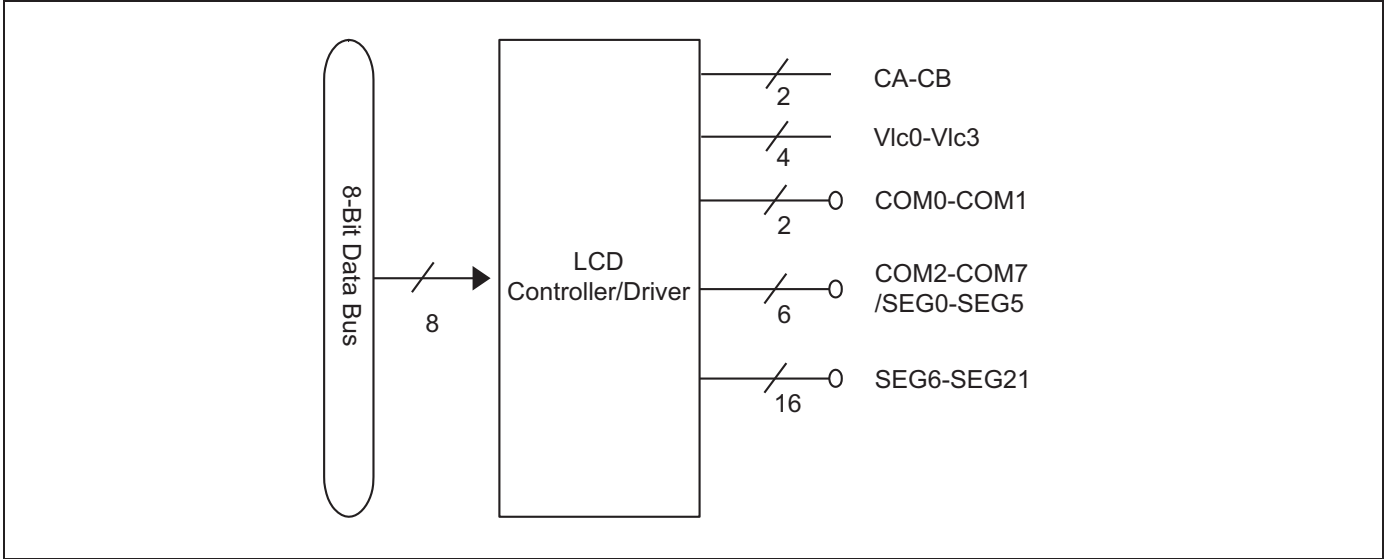 8-Bit Data Bus
8
LCD
Controller/Driver
CA-CB
2
Vlc0-Vlc3
4
COM0-COM1
2
COM2-COM7
/SEG0-SEG5
6
SEG6-SEG21
16